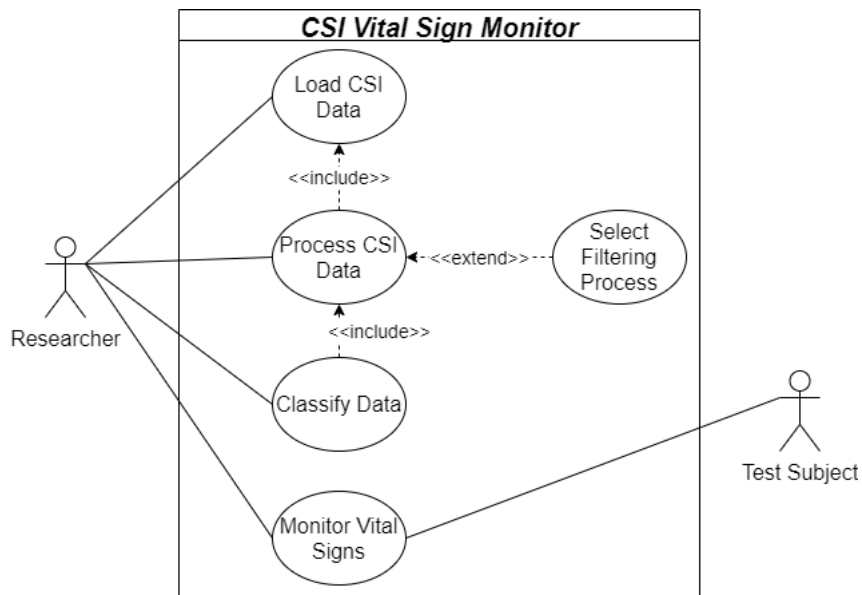 CSI Vital Sign Monitor
Load CSI
Data
<<include>>
Process CSI
Data
<<extend>>
Select
Filtering
Process
Researcher
<<include>>
Classify Data
Test Subject
Monitor Vital
Signs